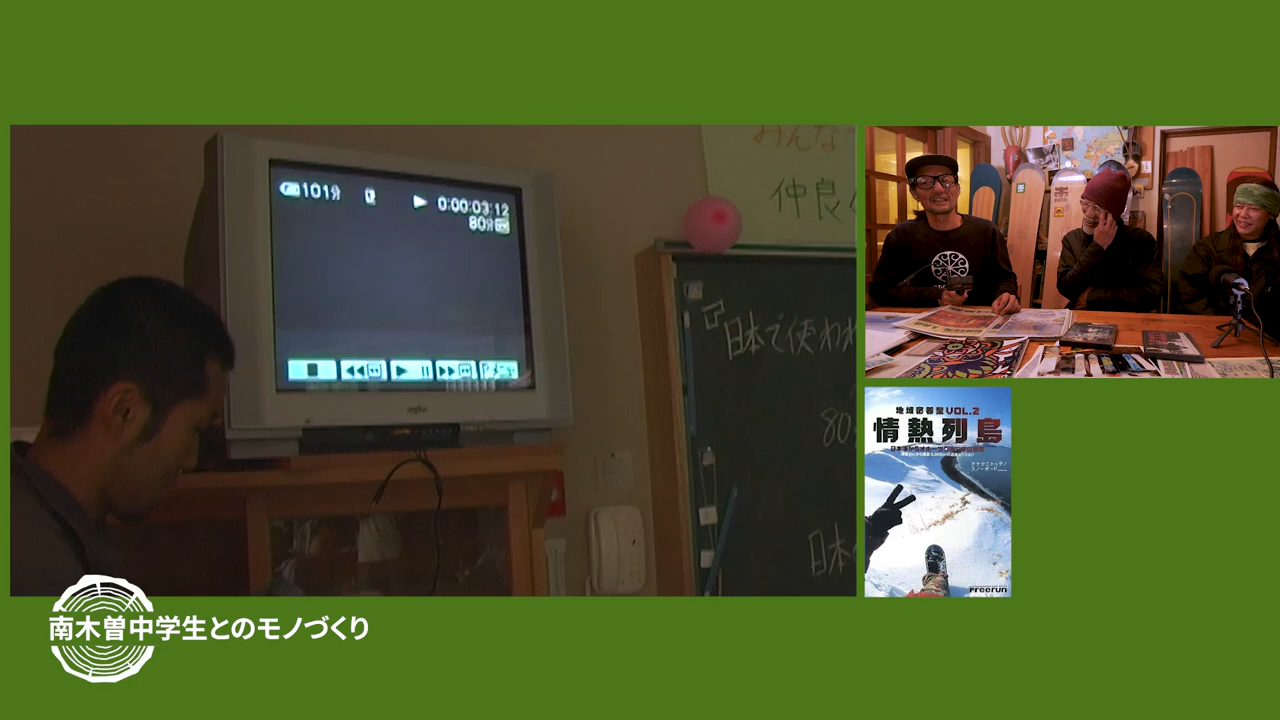 101分
0:00:03:12
80分
みんな
仲良く
『日本で使われ
80
日本
地域密着型VOL.2
情熱列島
Freerun
南木曽中学生とのモノづくり